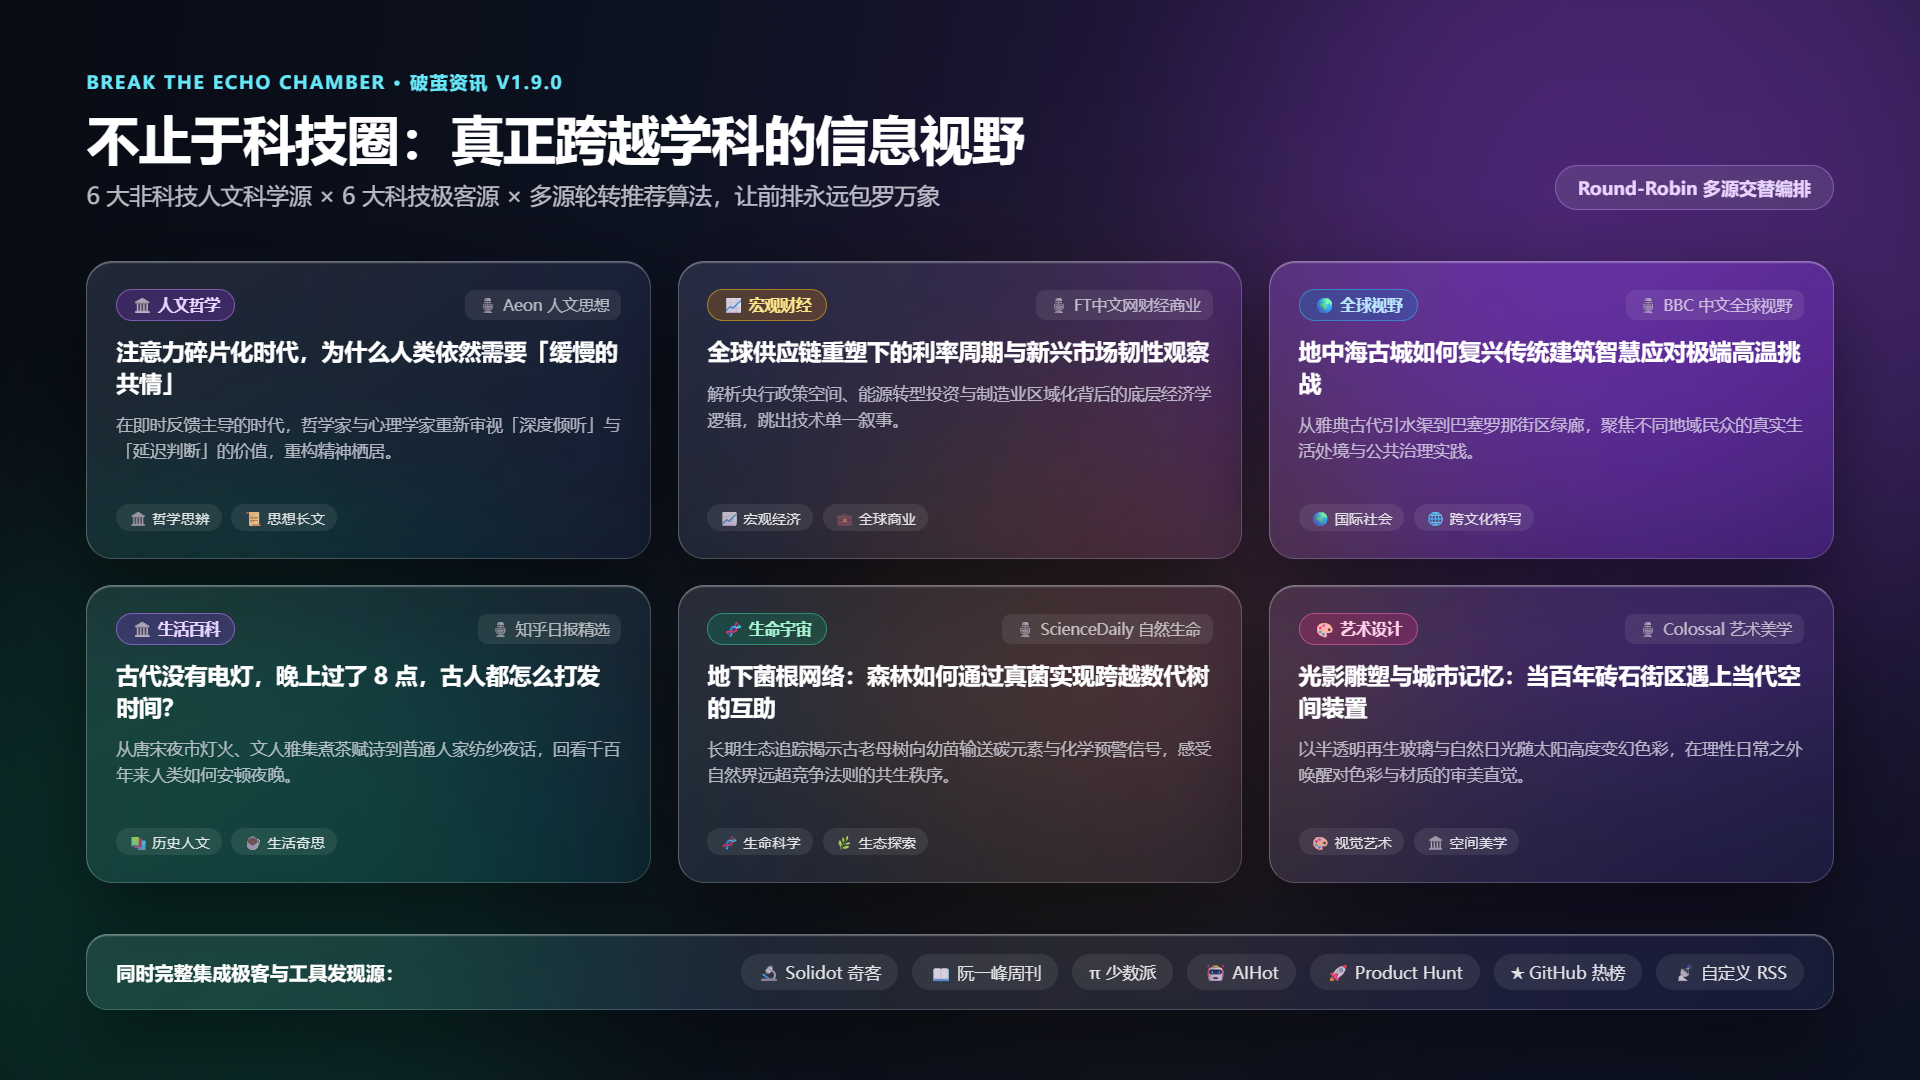 BREAK THE ECHO CHAMBER • 破茧资讯 V1.9.0
不止于科技圈：真正跨越学科的信息视野
6 大非科技人文科学源 × 6 大科技极客源 × 多源轮转推荐算法，让前排永远包罗万象
Round-Robin 多源交替编排
人文哲学
Aeon 人文思想
注意力碎片化时代，为什么人类依然需要「缓慢的
共情」
在即时反馈主导的时代，哲学家与心理学家重新审视「深度倾听」与
「延迟判断」的价值，重构精神栖居。
哲学思辨
思想长文
宏观财经
FT中文网财经商业
全球供应链重塑下的利率周期与新兴市场韧性观察
解析央行政策空间、能源转型投资与制造业区域化背后的底层经济学
逻辑，跳出技术单一叙事。
宏观经济
全球商业
全球视野
BBC 中文全球视野
地中海古城如何复兴传统建筑智慧应对极端高温挑
战
从雅典古代引水渠到巴塞罗那街区绿廊，聚焦不同地域民众的真实生
活处境与公共治理实践。
国际社会
跨文化特写
生活百科
知乎日报精选
古代没有电灯，晚上过了 8 点，古人都怎么打发
时间？
从唐宋夜市灯火、文人雅集煮茶赋诗到普通人家纺纱夜话，回看千百
年来人类如何安顿夜晚。
历史人文
生活奇思
生命宇宙
ScienceDaily 自然生命
地下菌根网络：森林如何通过真菌实现跨越数代树
的互助
长期生态追踪揭示古老母树向幼苗输送碳元素与化学预警信号，感受
自然界远超竞争法则的共生秩序。
生命科学
生态探索
艺术设计
Colossal 艺术美学
光影雕塑与城市记忆：当百年砖石街区遇上当代空
间装置
以半透明再生玻璃与自然日光随太阳高度变幻色彩，在理性日常之外
唤醒对色彩与材质的审美直觉。
视觉艺术
空间美学
同时完整集成极客与工具发现源：
Solidot 奇客
阮一峰周刊
π 少数派
AIHot
Product Hunt
★ GitHub 热榜
自定义 RSS